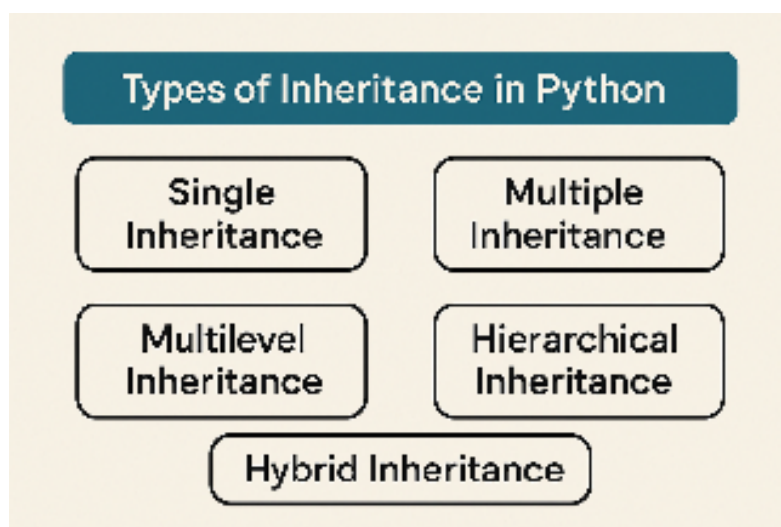 Types of Inheritance in Python
Single
Inheritance
Multiple
Inheritance
Multilevel
Inheritance
Hierarchical
Inheritance
Hybrid Inheritance